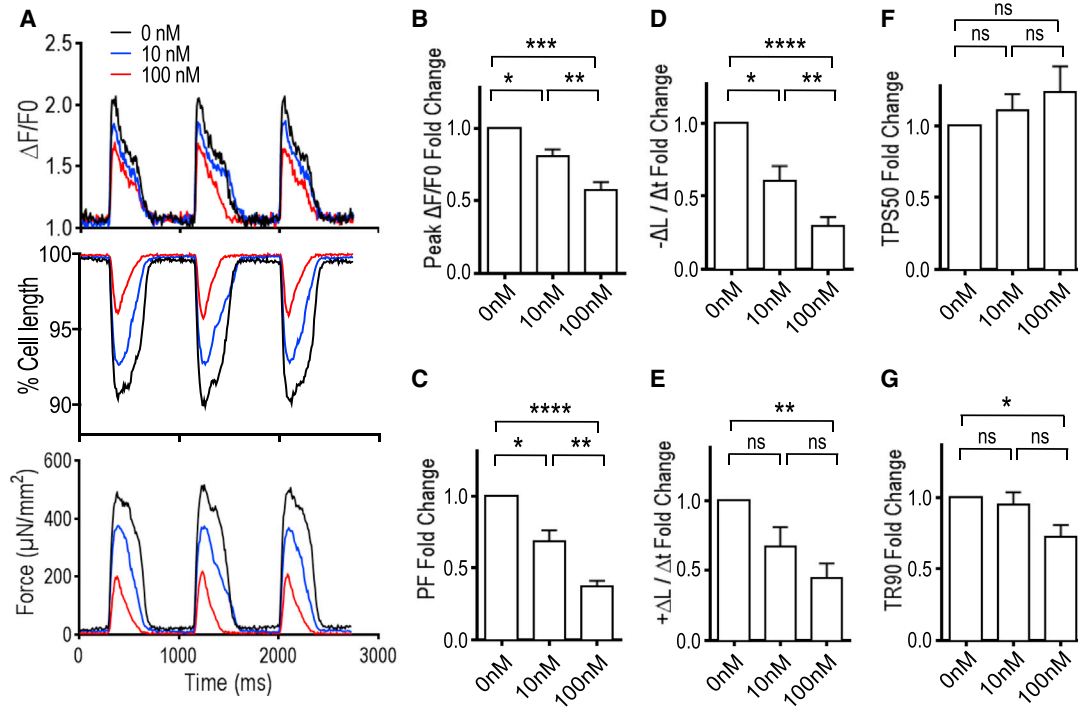 A
0 nM
10 nM
100 nM
2.5
2.0
1.5
1.0
ΔF/F0
100
95
90
% Cell length
600
400
200
0
Force (µN/mm²)
0
1000
2000
3000
Time (ms)
B
***
*
**
1.0
0.5
0.0
Peak ΔF/F0 Fold Change
0nM
10nM
100nM
C
****
*
**
1.0
0.5
0.0
PF Fold Change
0nM
10nM
100nM
D
****
*
**
1.0
0.5
0.0
-ΔL / Δt Fold Change
0nM
10nM
100nM
E
**
ns
ns
1.0
0.5
0.0
+ΔL / Δt Fold Change
0nM
10nM
100nM
F
ns
ns
ns
1.0
0.5
0.0
TPS50 Fold Change
0nM
10nM
100nM
G
*
ns
ns
1.0
0.5
0.0
TR90 Fold Change
0nM
10nM
100nM